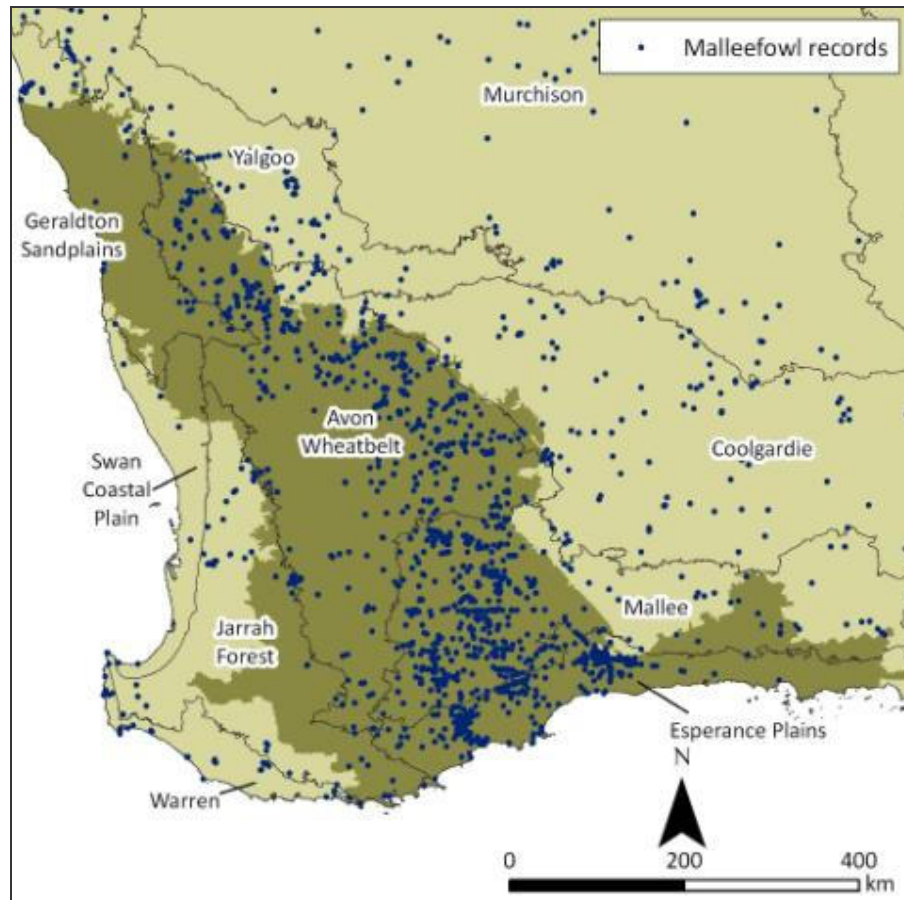 Malleefowl records
Murchison
Yalgoo
Geraldton
Sandplains
Avon
Wheatbelt
Coolgardie
Swan
Coastal
Plain
Mallee
Jarrah
Forest
Esperance Plains
Warren
N
0 200 400
km